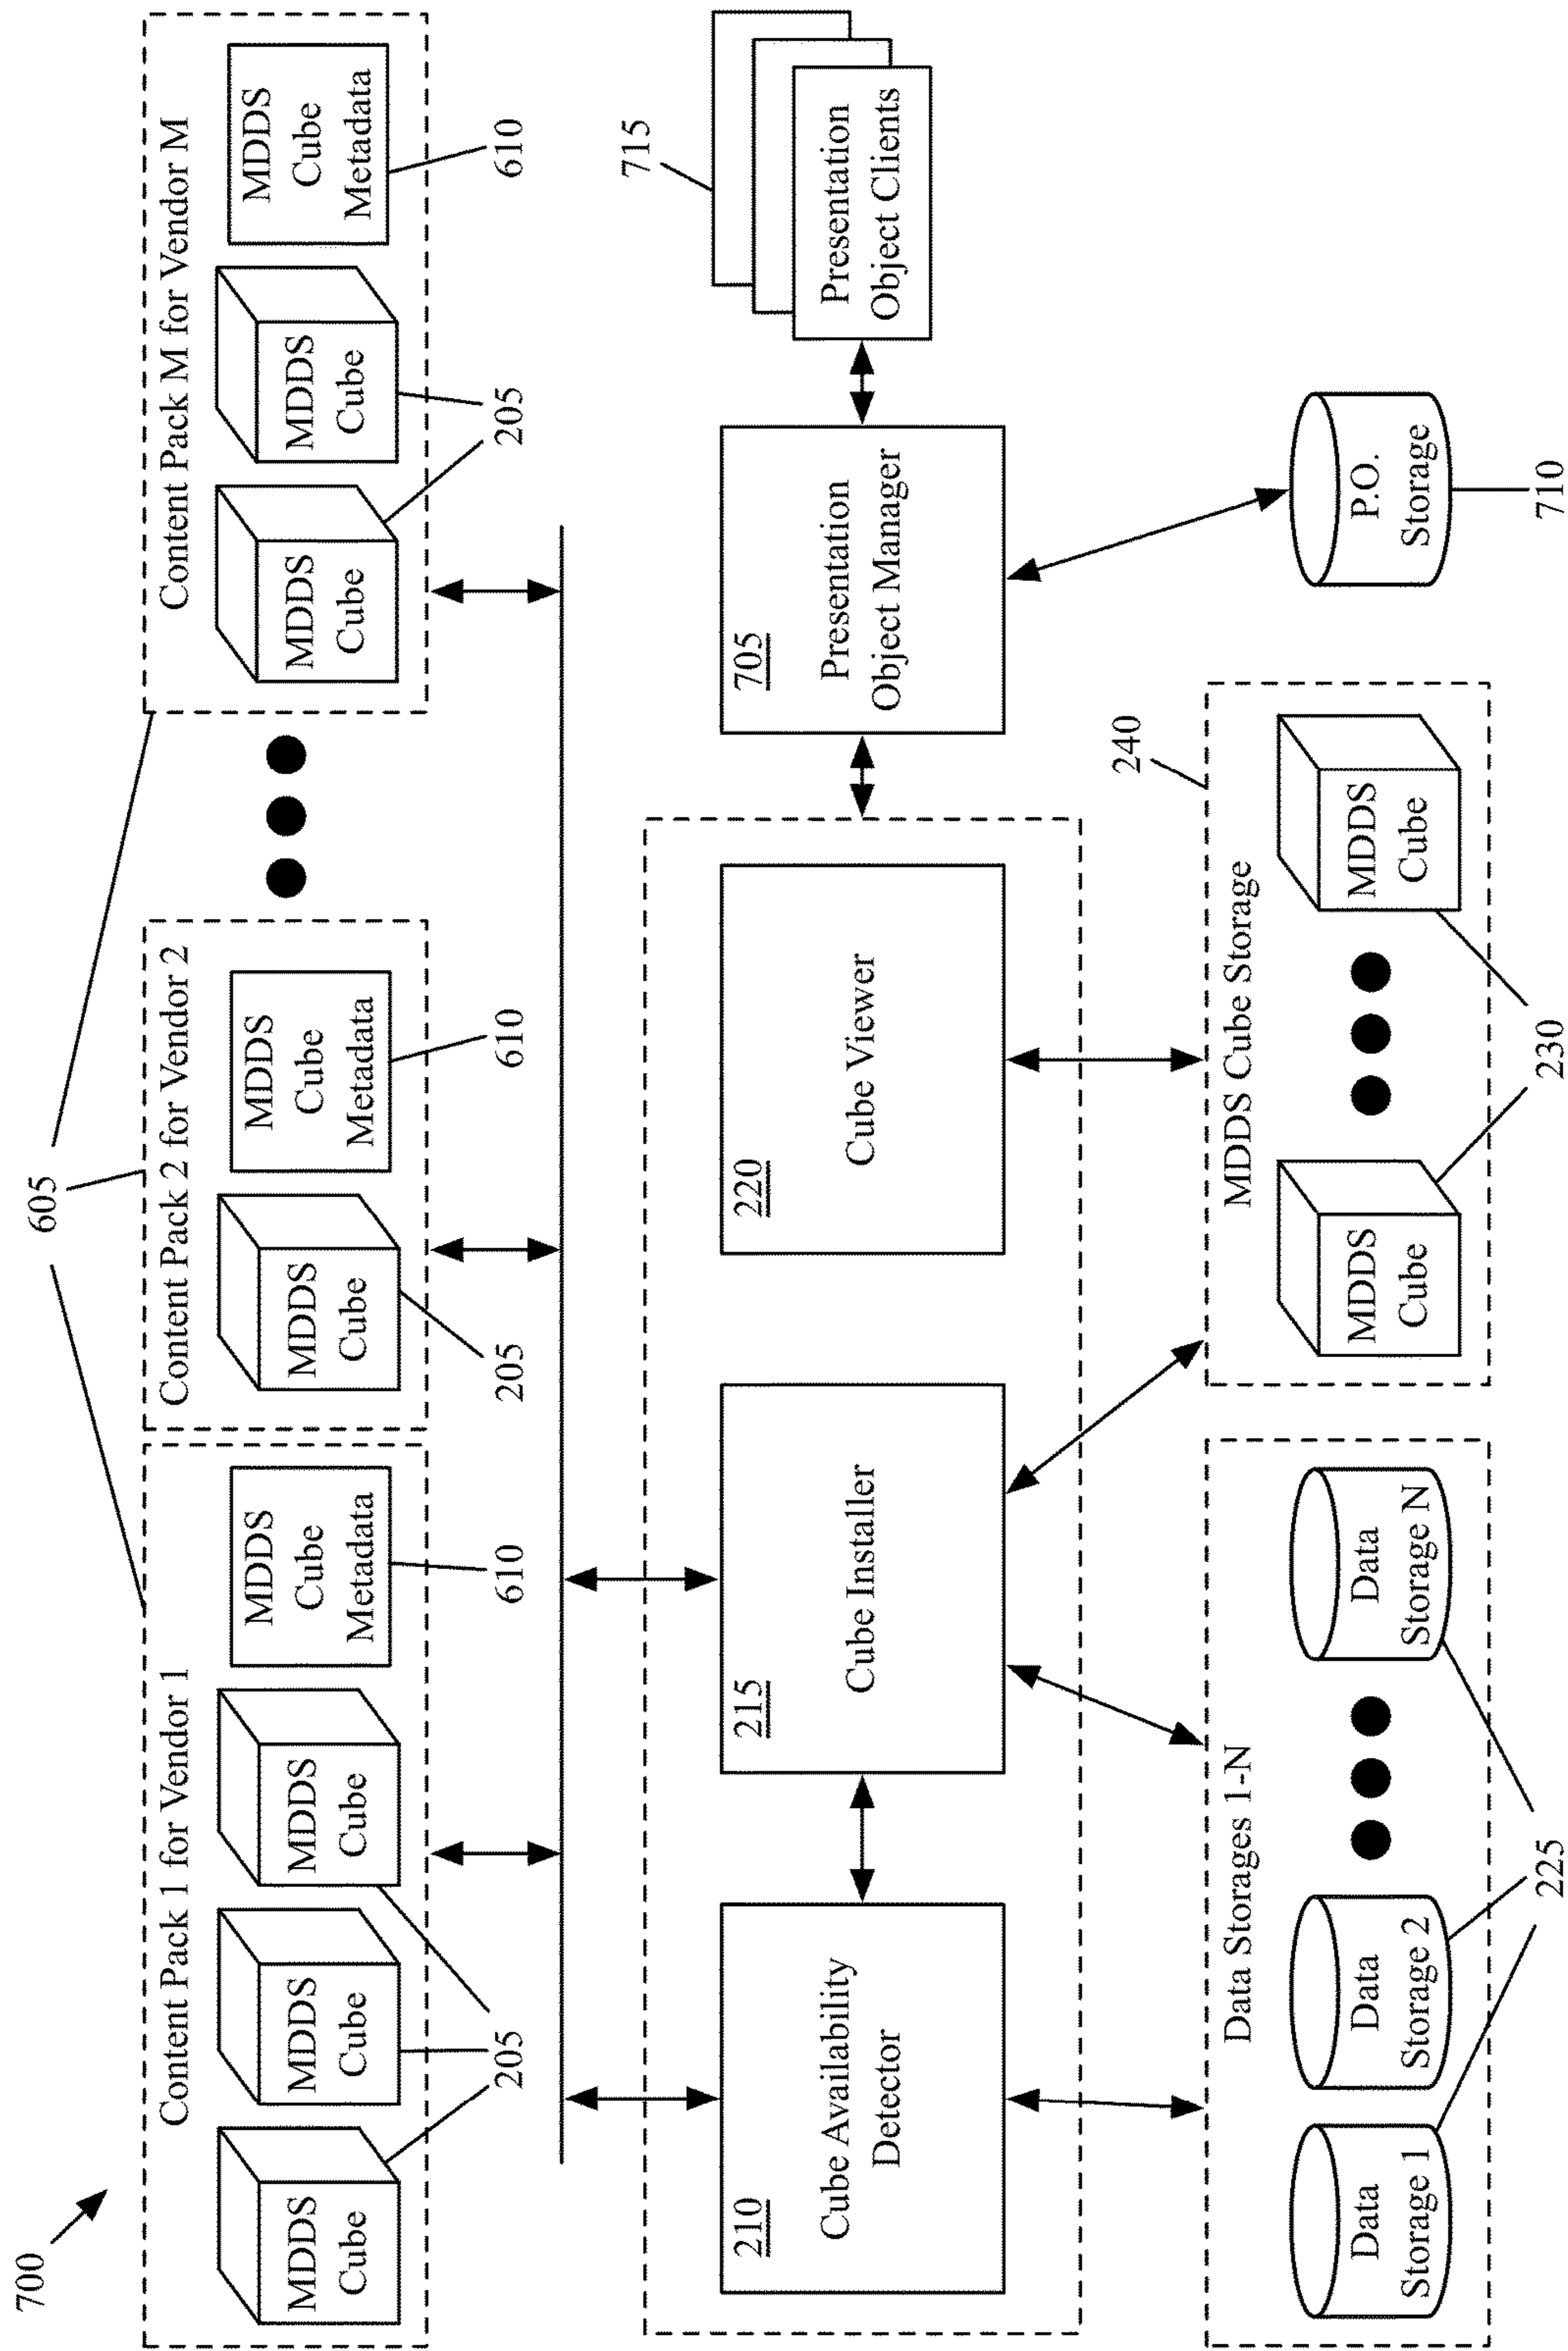 700
605
Content Pack 1 for Vendor 1
MDDS
Cube
MDDS
Cube
MDDS
Cube
MDDS
Cube
Metadata
205
610
Content Pack 2 for Vendor 2
MDDS
Cube
MDDS
Cube
Metadata
205
610
Content Pack M for Vendor M
MDDS
Cube
MDDS
Cube
MDDS
Cube
Metadata
205
610
210
Cube Availability
Detector
215
Cube Installer
220
Cube Viewer
705
Presentation
Object Manager
715
Presentation
Object Clients
Data Storages 1-N
Data
Storage 1
Data
Storage 2
Data
Storage N
225
240
MDDS Cube Storage
MDDS
Cube
MDDS
Cube
230
P.O.
Storage
710